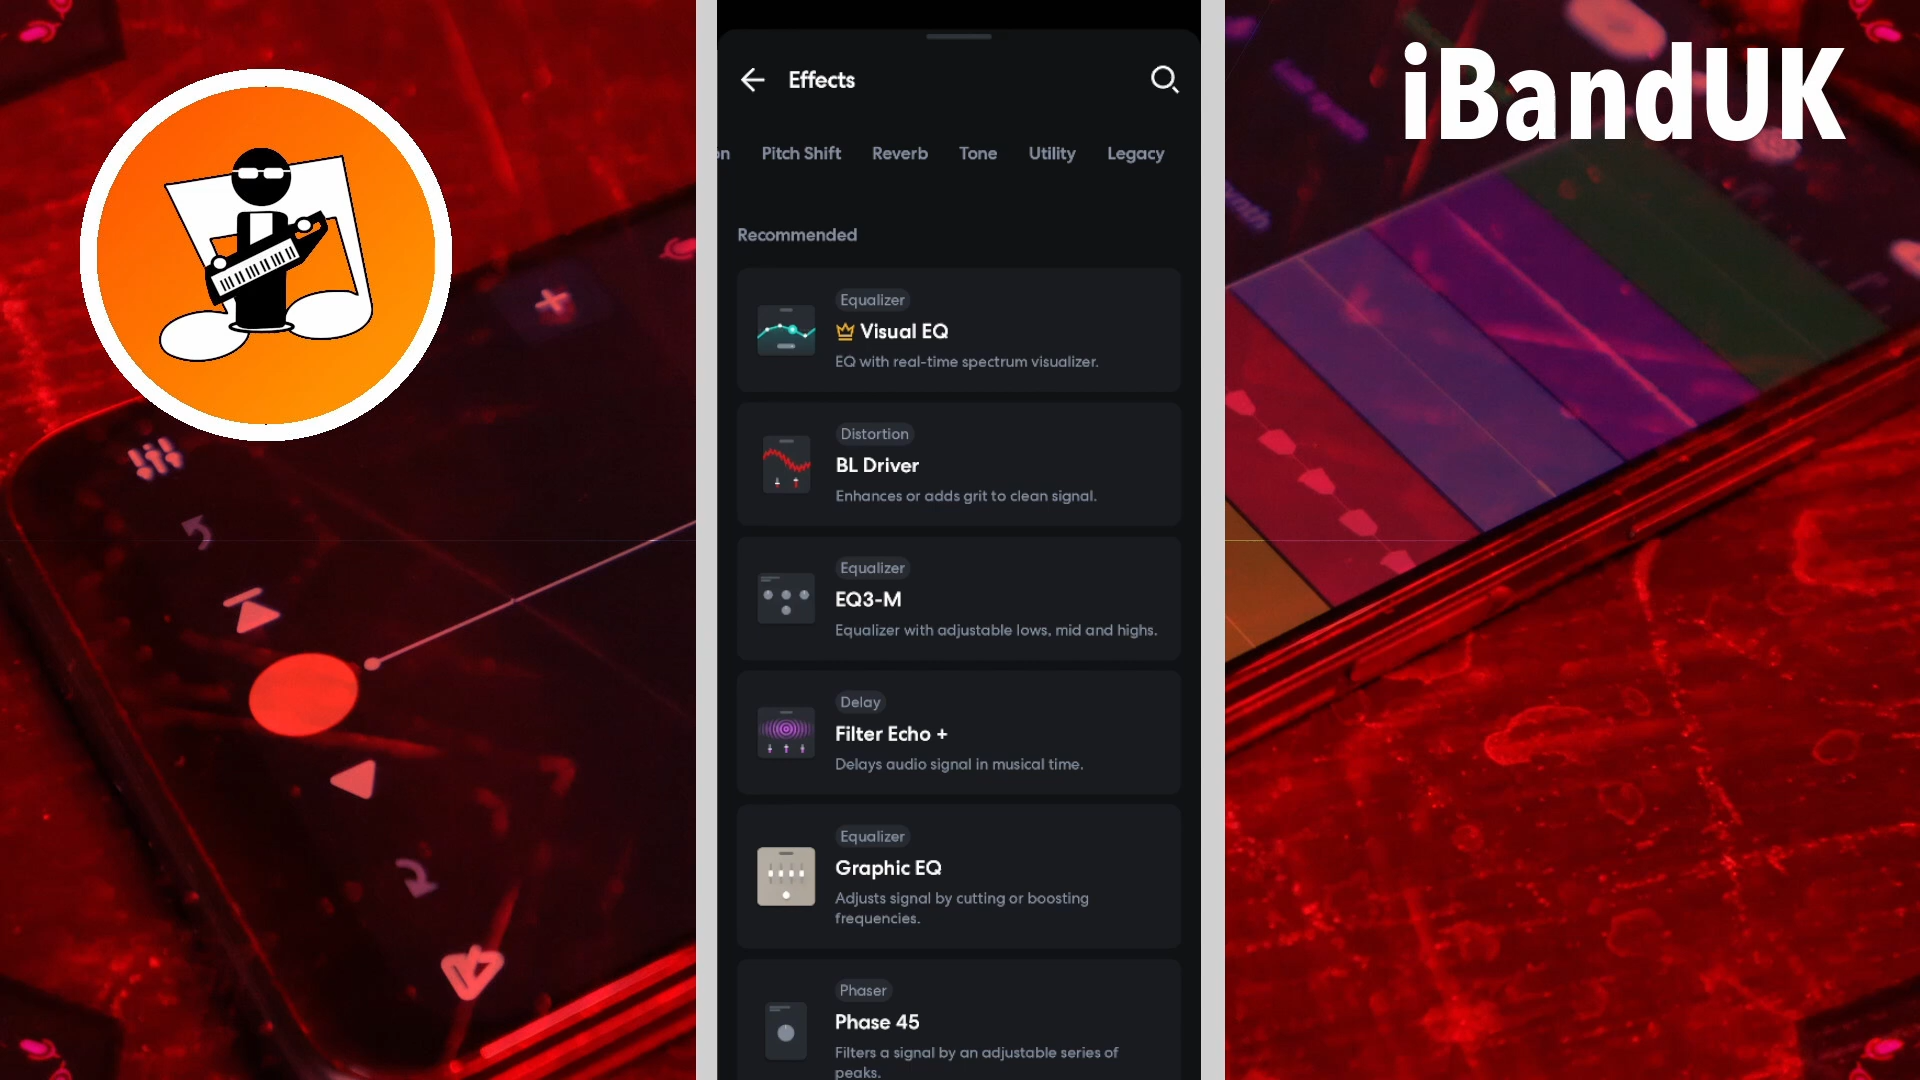 iBandUK
Effects
on Pitch Shift Reverb Tone Utility Legacy
Recommended
Equalizer
Visual EQ
EQ with real-time spectrum visualizer.
Distortion
BL Driver
Enhances or adds grit to clean signal.
Equalizer
EQ3-M
Equalizer with adjustable lows, mid and highs.
Delay
Filter Echo +
Delays audio signal in musical time.
Equalizer
Graphic EQ
Adjusts signal by cutting or boosting
frequencies.
Phaser
Phase 45
Filters a signal by an adjustable series of
peaks.